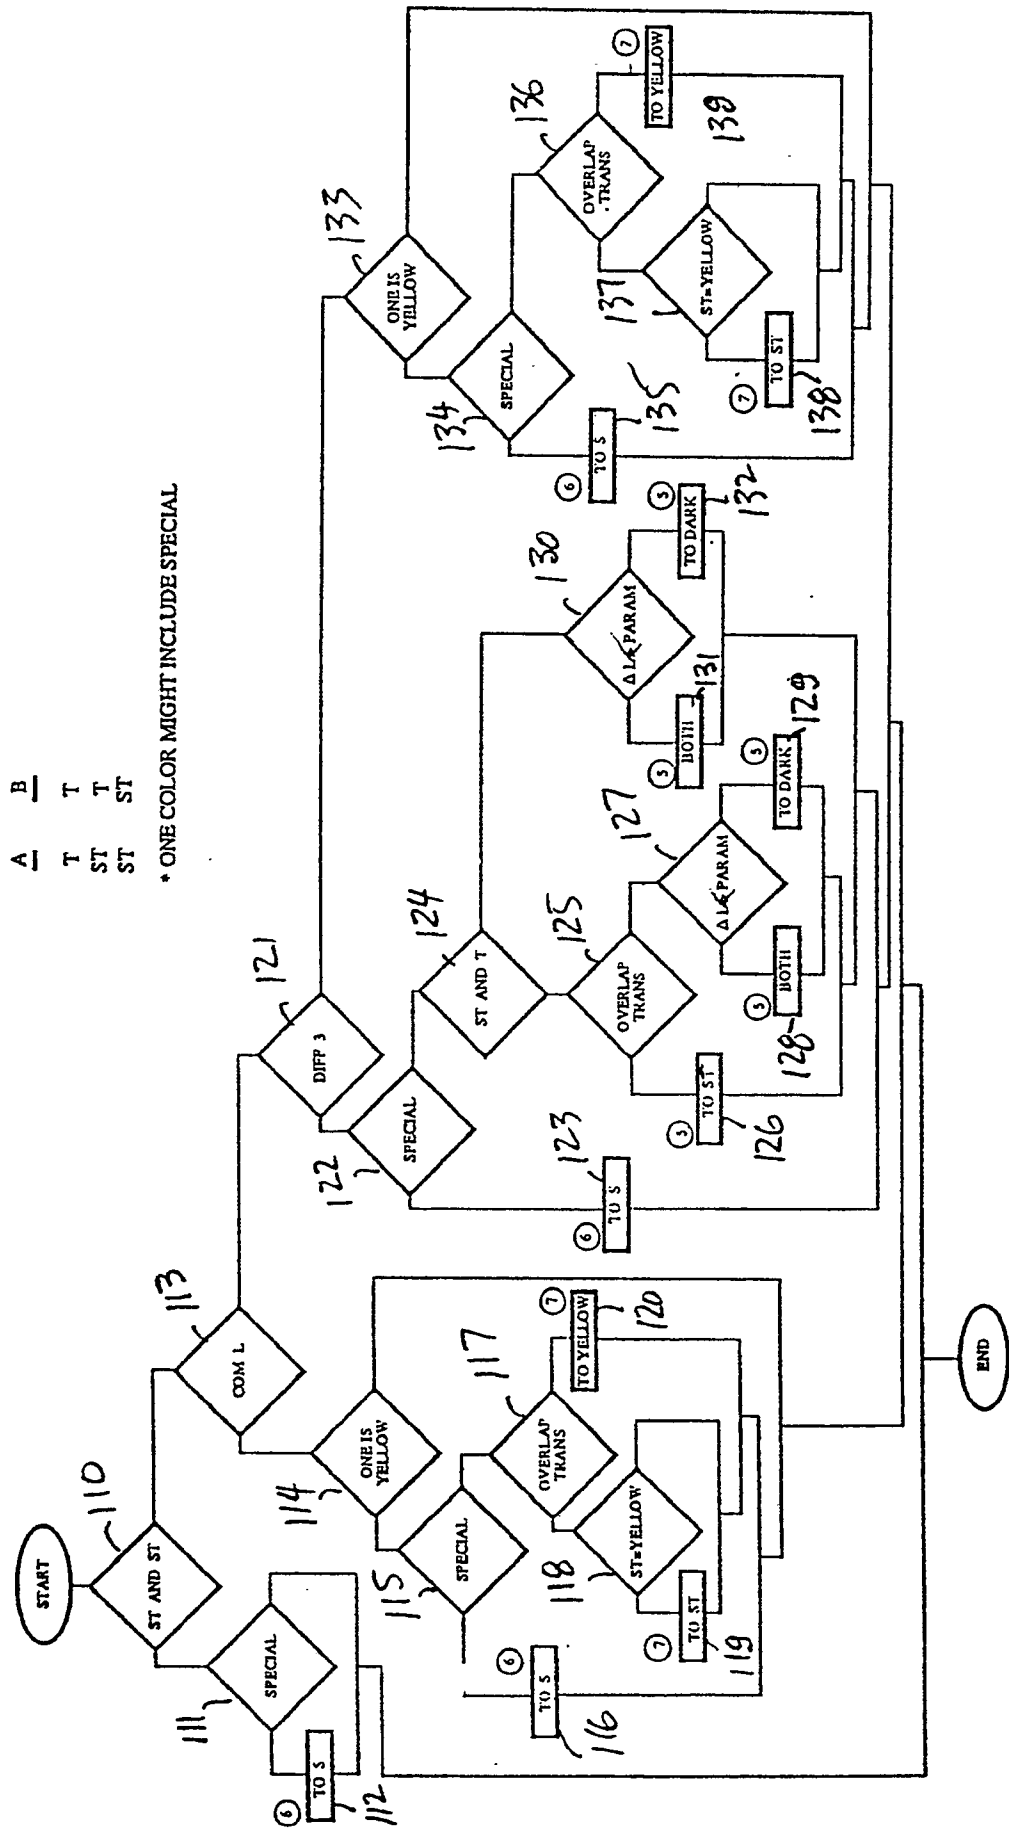 A B
T T
ST T
ST ST
* ONE COLOR MIGHT INCLUDE SPECIAL
START
ST AND ST
110
SPECIAL
111
6
TO S
112
COM L
113
ONE IS
YELLOW
114
SPECIAL
115
6
TO S
116
OVERLAP
TRANS
117
ST=YELLOW
118
7
TO ST
119
7
TO YELLOW
120
DIFF 3
121
SPECIAL
122
6
TO S
123
ST AND T
124
OVERLAP
TRANS
125
5
TO ST
126
Δ L< PARAM
127
5
BOTH
128
5
TO DARK
129
Δ L< PARAM
130
5
BOTH
131
5
TO DARK
132
ONE IS
YELLOW
133
SPECIAL
134
6
TO S
135
OVERLAP
TRANS
136
ST=YELLOW
137
7
TO ST
138
7
TO YELLOW
139
END